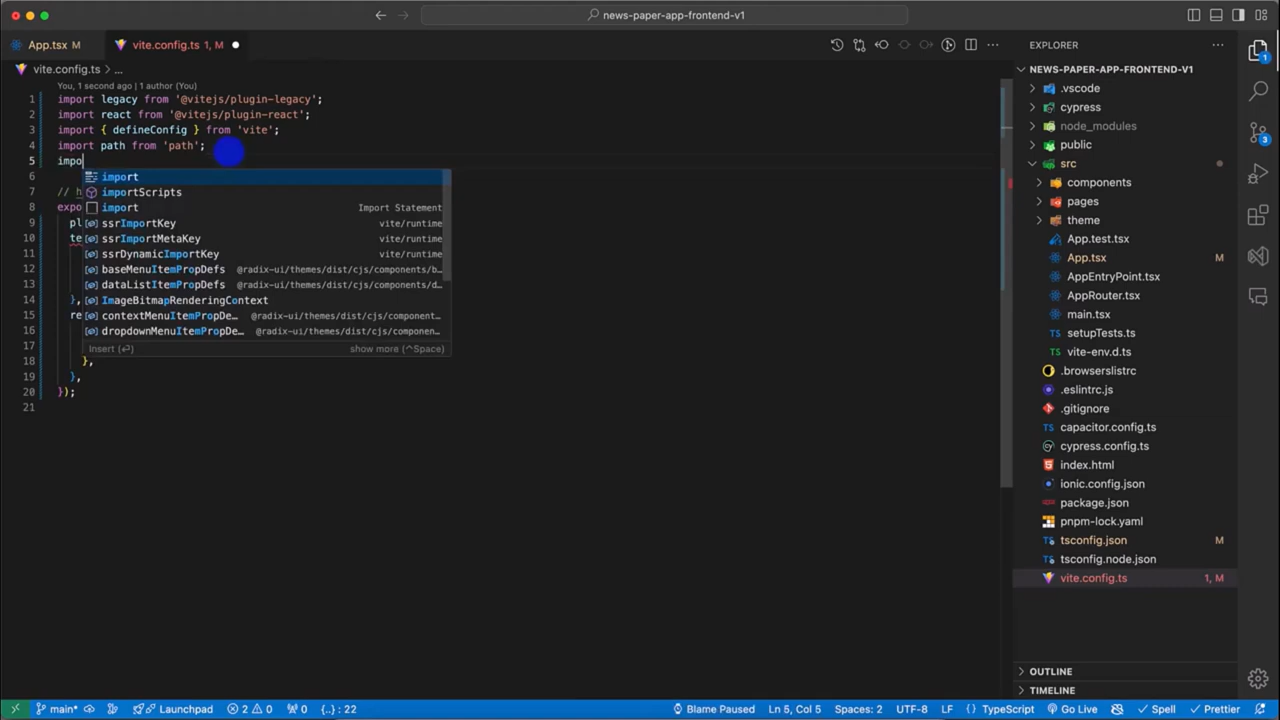 news-paper-app-frontend-v1
App.tsx M
vite.config.ts 1, M
vite.config.ts > ...
You, 1 second ago | 1 author (You)
1 import legacy from '@vitejs/plugin-legacy';
2 import react from '@vitejs/plugin-react';
3 import { defineConfig } from 'vite';
4 import path from 'path';
5 impo
6 import
7 // h importScripts
8 expo import Import Statement
9 pl ssrImportKey vite/runtime
10 te ssrImportMetaKey vite/runtime
11 ssrDynamicImportKey vite/runtime
12 baseMenuItemPropDefs @radix-ui/themes/dist/cjs/components/b…
13 dataListItemPropDefs @radix-ui/themes/dist/cjs/components/d…
14 }, ImageBitmapRenderingContext
15 re contextMenuItemPropDe… @radix-ui/themes/dist/cjs/component…
16 dropdownMenuItemPropDe… @radix-ui/themes/dist/cjs/componen…
17 Insert (⏎) show more (^Space)
18 },
19 },
20 });
21
EXPLORER
NEWS-PAPER-APP-FRONTEND-V1
.vscode
cypress
node_modules
public
src
components
pages
theme
App.test.tsx
App.tsx M
AppEntryPoint.tsx
AppRouter.tsx
main.tsx
setupTests.ts
vite-env.d.ts
.browserslistrc
.eslintrc.js
.gitignore
capacitor.config.ts
cypress.config.ts
index.html
ionic.config.json
package.json
pnpm-lock.yaml
tsconfig.json M
tsconfig.node.json
vite.config.ts 1, M
OUTLINE
TIMELINE
1
3
main* Launchpad 2 0 0 {..} : 22 Blame Paused Ln 5, Col 5 Spaces: 2 UTF-8 LF {} TypeScript Go Live Spell Prettier